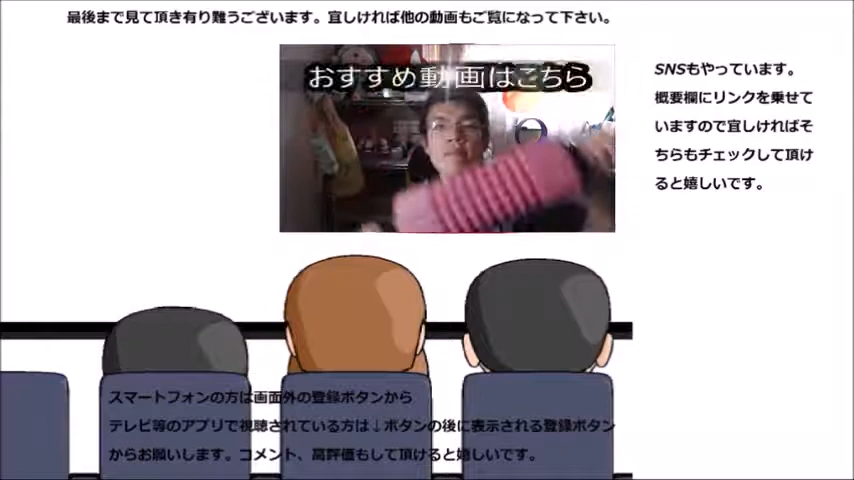 最後まで見て頂き有り難うございます。宜しければ他の動画もご覧になって下さい。
おすすめ動画はこちら
SNSもやっています。
概要欄にリンクを乗せて
いますので宜しければそ
ちらもチェックして頂け
ると嬉しいです。
スマートフォンの方は画面外の登録ボタンから
テレビ等のアプリで視聴されている方は↓ボタンの後に表示される登録ボタン
からお願いします。コメント、高評価もして頂けると嬉しいです。